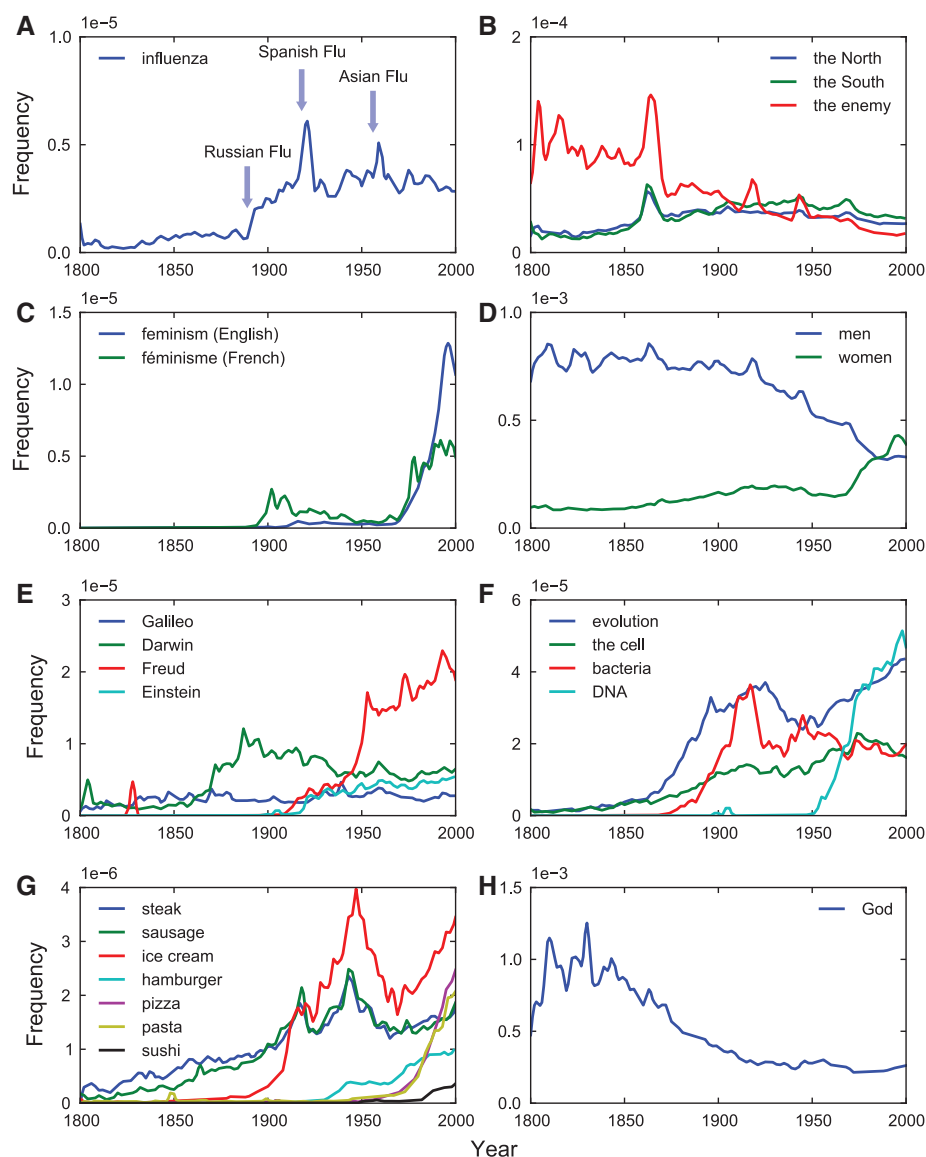 A
1e−5
1.0
0.5
0.0
Frequency
influenza
Russian Flu
Spanish Flu
Asian Flu
1800
1850
1900
1950
2000
B
1e−4
2
1
0
the North
the South
the enemy
1800
1850
1900
1950
2000
C
1e−5
1.5
1.0
0.5
0.0
Frequency
feminism (English)
féminisme (French)
1800
1850
1900
1950
2000
D
1e−3
1.0
0.5
0.0
men
women
1800
1850
1900
1950
2000
E
1e−5
3
2
1
0
Frequency
Galileo
Darwin
Freud
Einstein
1800
1850
1900
1950
2000
F
1e−5
6
4
2
0
evolution
the cell
bacteria
DNA
1800
1850
1900
1950
2000
G
1e−6
4
3
2
1
0
Frequency
steak
sausage
ice cream
hamburger
pizza
pasta
sushi
1800
1850
1900
1950
2000
H
1e−3
1.5
1.0
0.5
0.0
God
1800
1850
1900
1950
2000
Year